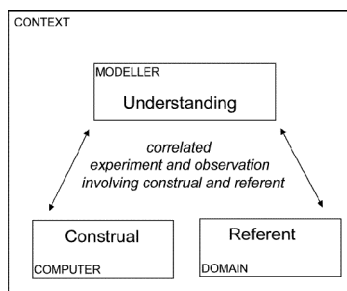 CONTEXT
MODELLER
Understanding
correlated
experiment and observation
involving construal and referent
Construal
COMPUTER
Referent
DOMAIN